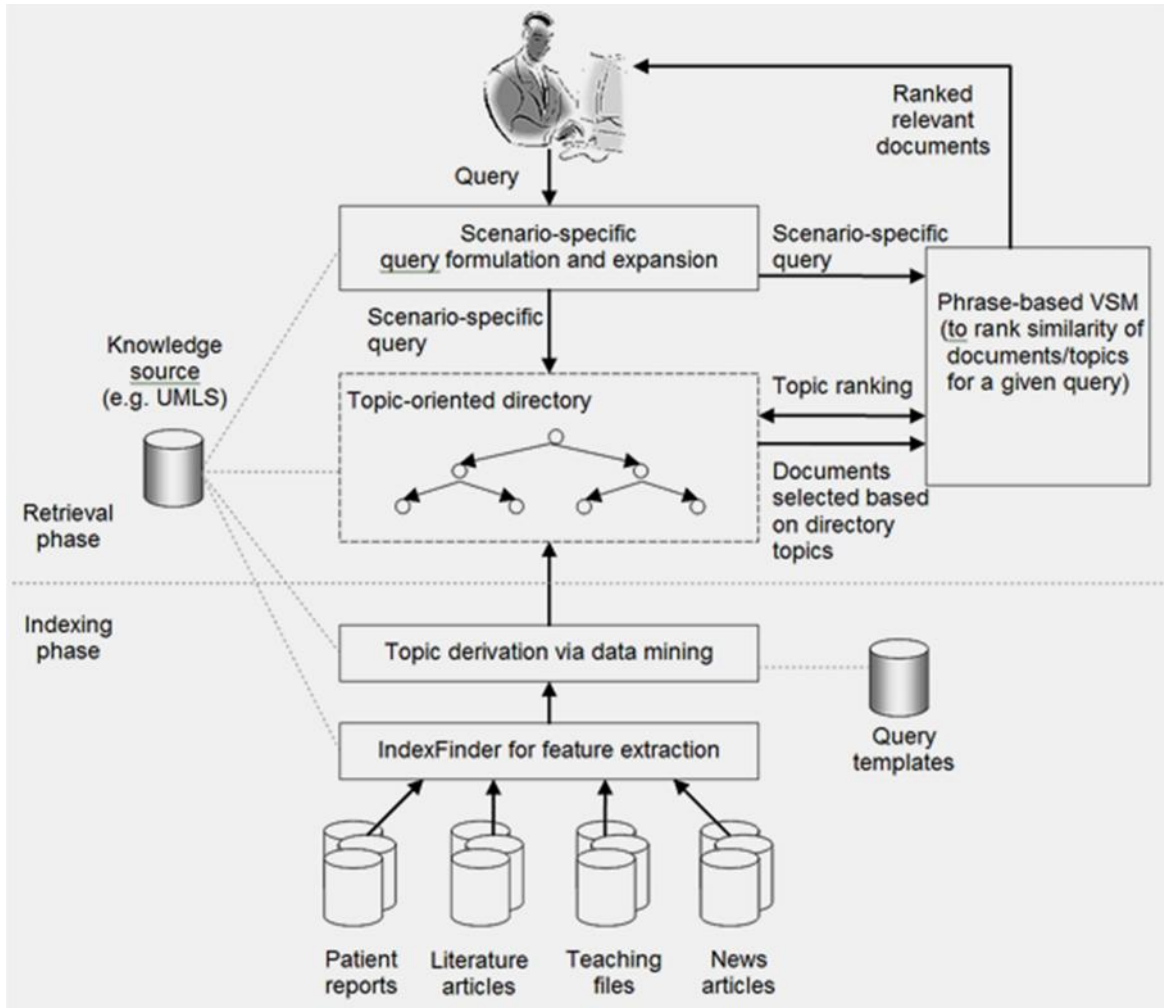 Ranked
relevant
documents
Query
Scenario-specific
query formulation and expansion
Scenario-specific
query
Scenario-specific
query
Phrase-based VSM
(to rank similarity of
documents/topics
for a given query)
Knowledge
source
(e.g. UMLS)
Topic-oriented directory
Topic ranking
Documents
selected based
on directory
topics
Retrieval
phase
Indexing
phase
Topic derivation via data mining
IndexFinder for feature extraction
Query
templates
Patient
reports
Literature
articles
Teaching
files
News
articles